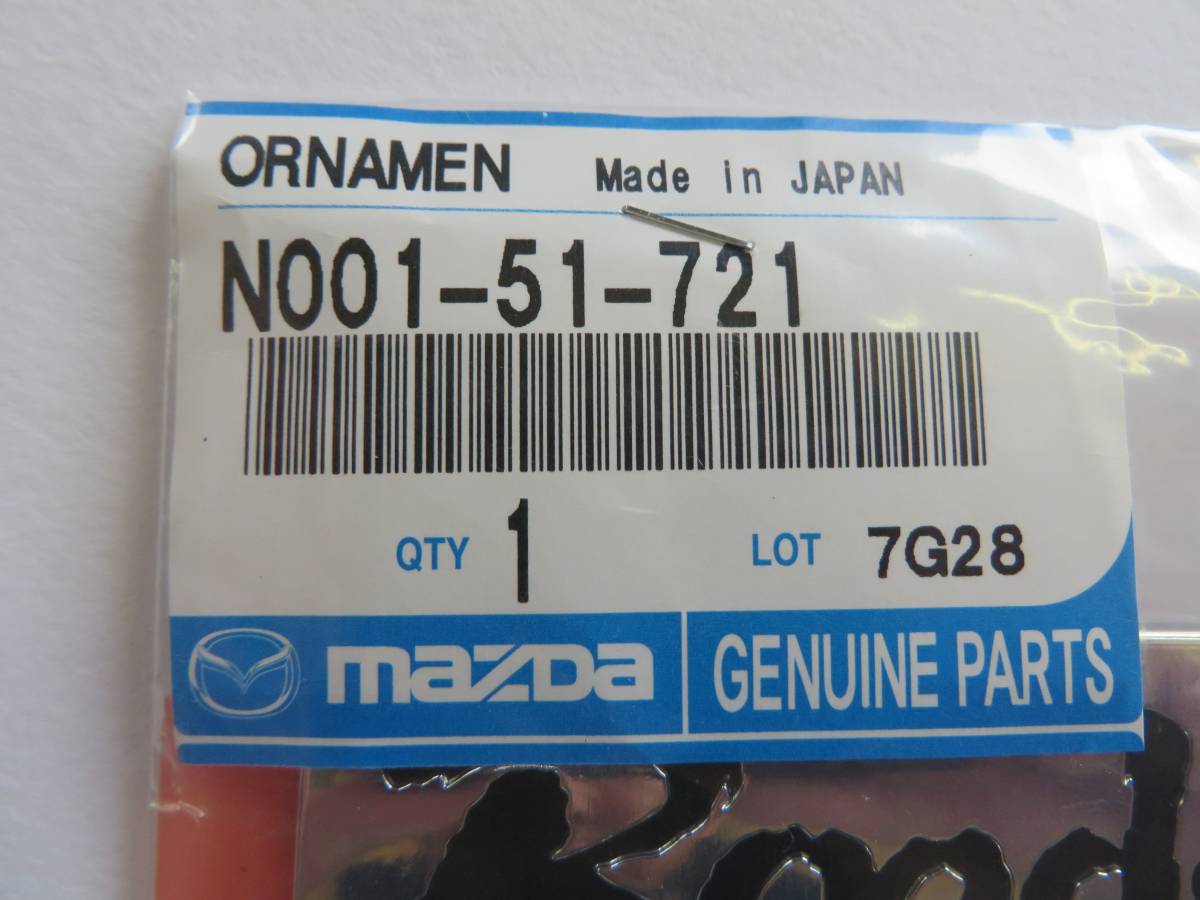 ORNAMEN Made in JAPAN
N001-51-721
QTY 1 LOT 7G28
mazda GENUINE PARTS